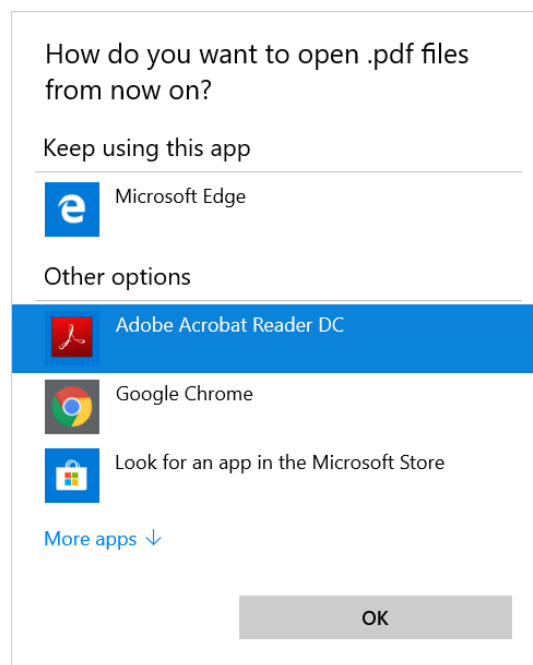 How do you want to open .pdf files
from now on?
Keep using this app
Microsoft Edge
Other options
Adobe Acrobat Reader DC
Google Chrome
Look for an app in the Microsoft Store
More apps ↓
OK